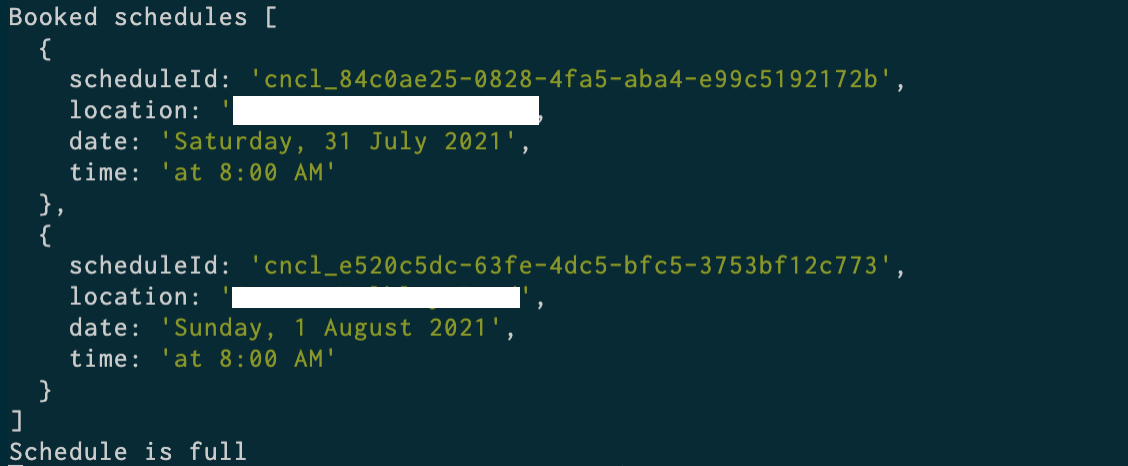 Booked schedules [
{
scheduleId: 'cncl_84c0ae25-0828-4fa5-aba4-e99c5192172b',
location: '
date: 'Saturday, 31 July 2021',
time: 'at 8:00 AM'
},
{
scheduleId: 'cncl_e520c5dc-63fe-4dc5-bfc5-3753bf12c773',
location: '',
date: 'Sunday, 1 August 2021',
time: 'at 8:00 AM'
}
]
Schedule is full